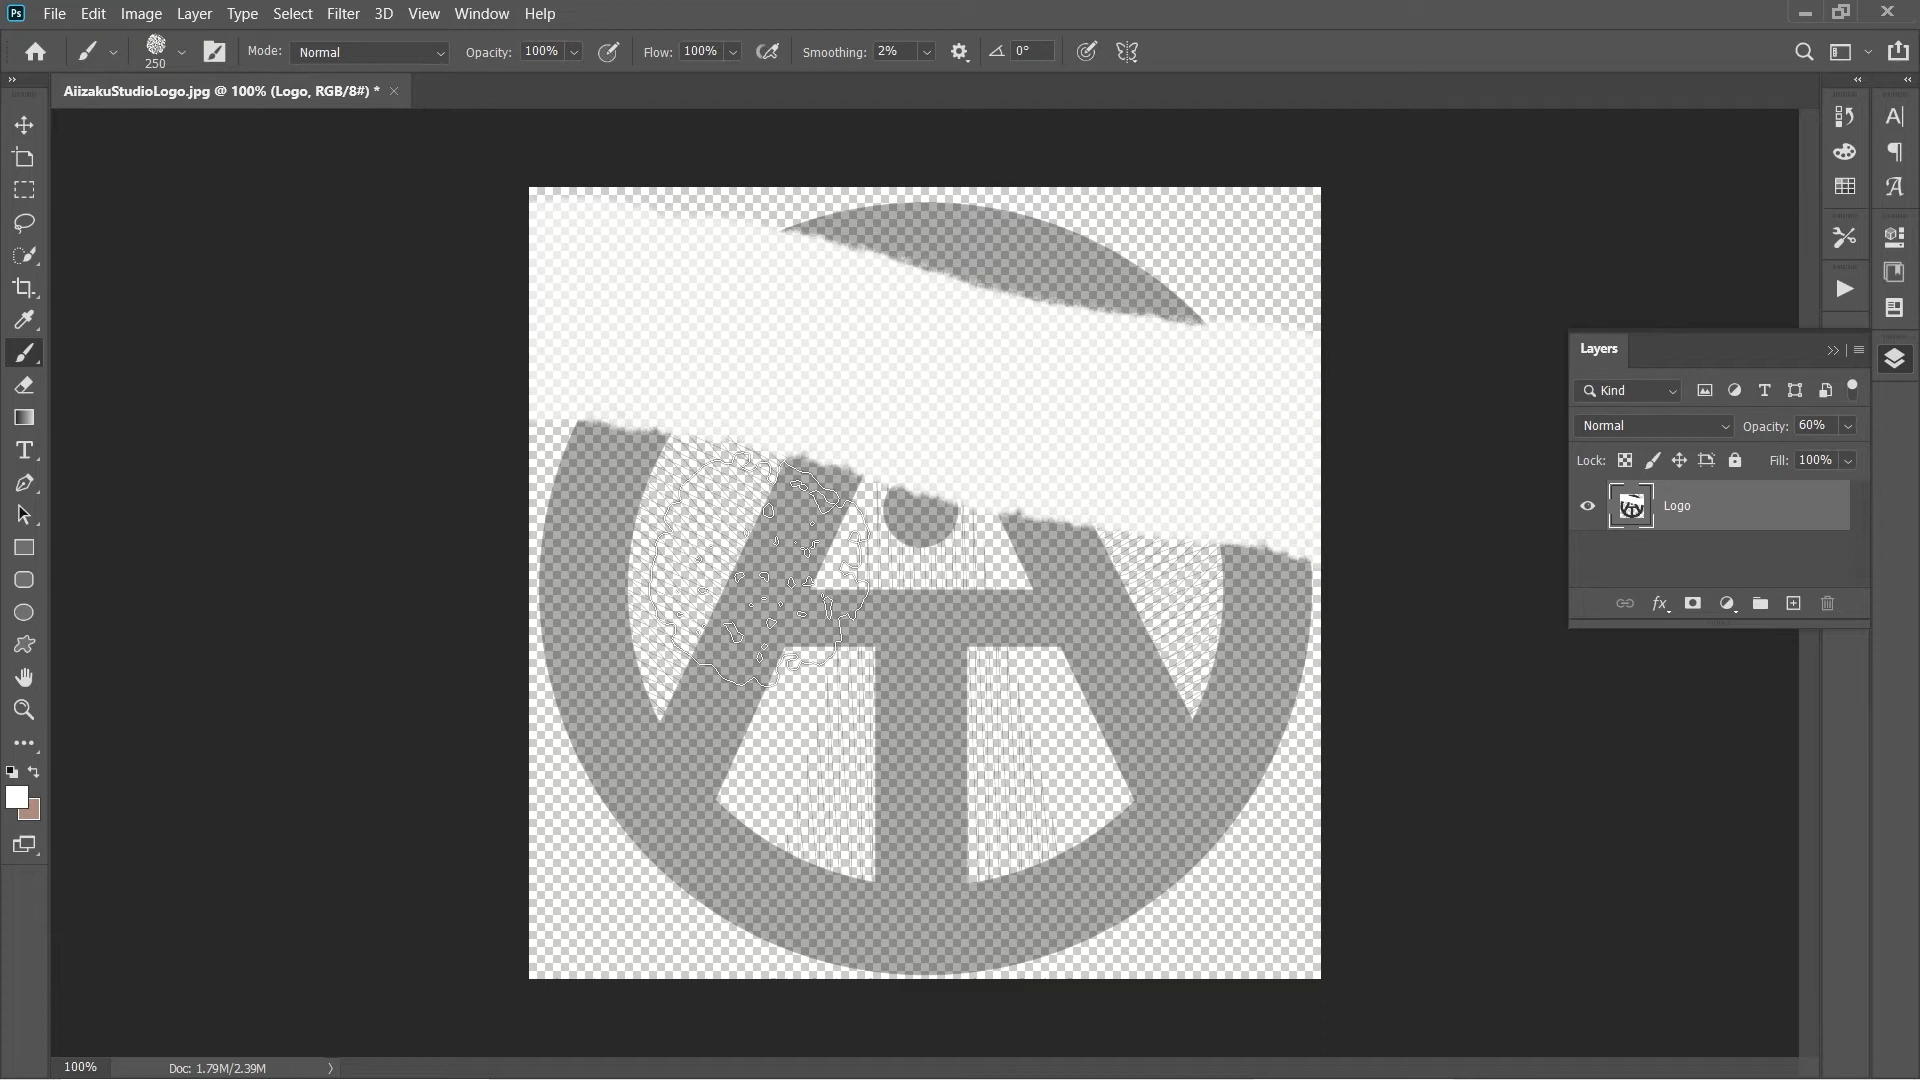 Ps File Edit Image Layer Type Select Filter 3D View Window Help
250 Mode: Normal Opacity: 100% Flow: 100% Smoothing: 2% 0°
AiizakuStudioLogo.jpg @ 100% (Logo, RGB/8#) *
Layers
Kind
Normal Opacity: 60%
Lock: Fill: 100%
Logo
fx
100% Doc: 1.79M/2.39M